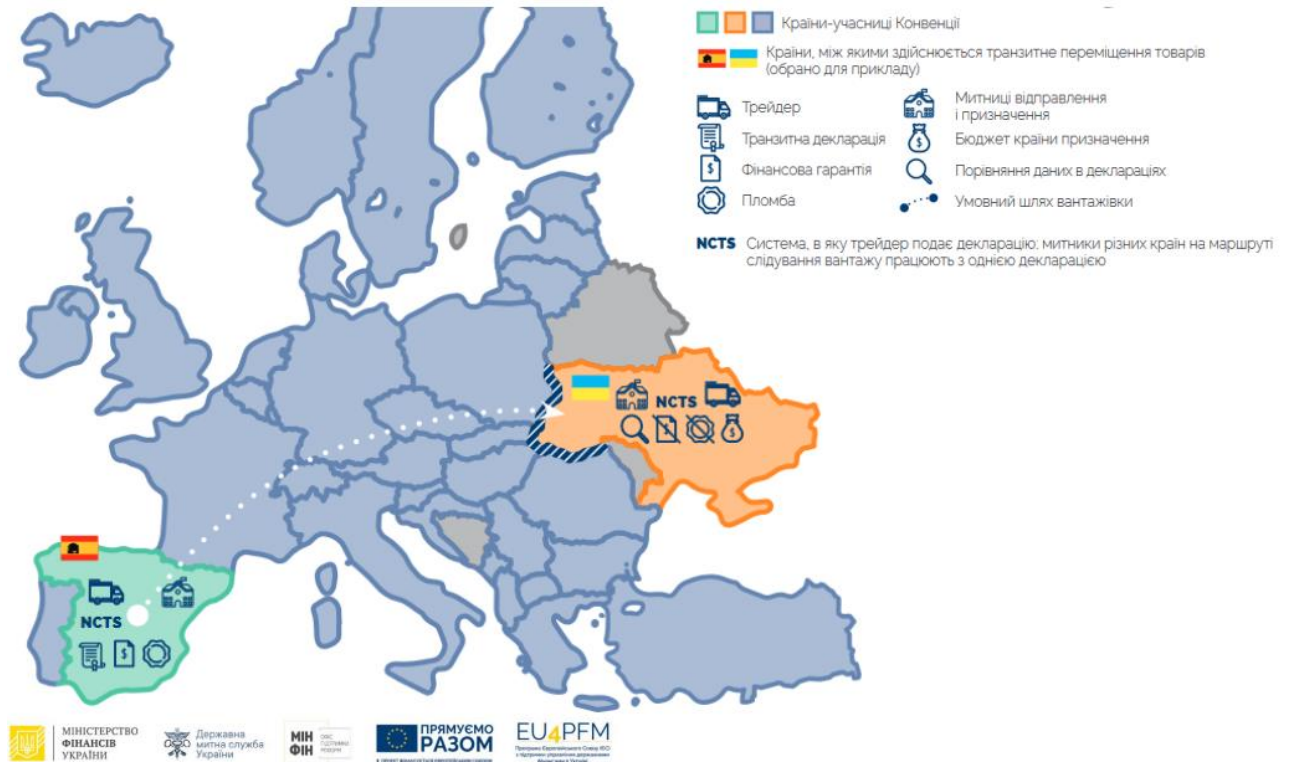 Країни-учасниці Конвенції
Країни, між якими здійснюється транзитне переміщення товарів
(обрано для прикладу)
Трейдер
Митниці відправлення
і призначення
Транзитна декларація
Бюджет країни призначення
Фінансова гарантія
Порівняння даних в деклараціях
Пломба
Умовний шлях вантажівки
NCTS Система, в яку трейдер подає декларацію: митники різних країн на маршруті
слідування вантажу працюють з однією декларацією
NCTS
NCTS
МІНІСТЕРСТВО
ФІНАНСІВ
УКРАЇНИ
Державна
митна служба
України
МІН
ФІН
ПРЯМУЄМО
РАЗОМ
EU4PFM